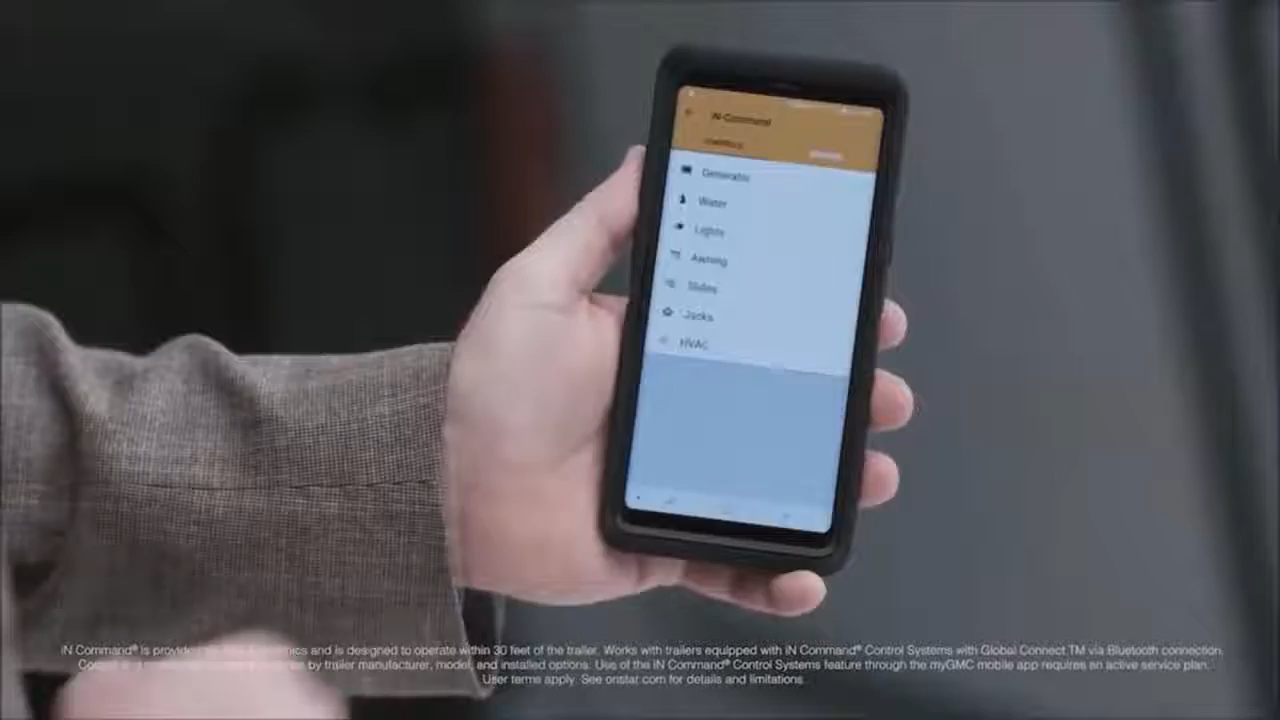 iN·Command
Generator
Water
Lights
Awning
Slides
Jacks
HVAC
iN Command® is provided and is designed to operate within 30 feet of the trailer. Works with trailers equipped with iN Command® Control Systems with Global Connect.TM via Bluetooth connection.
by trailer manufacturer, model, and installed options. Use of the iN Command® Control Systems feature through the myGMC mobile app requires an active service plan.
User terms apply. See onstar.com for details and limitations.